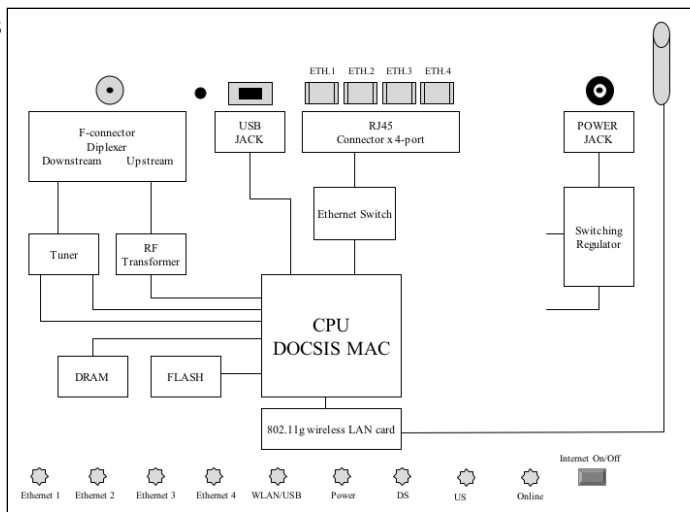 ETH.1 ETH.2 ETH.3 ETH.4
F-connector
Diplexer
Downstream Upstream
USB
JACK
RJ45
Connector x 4-port
POWER
JACK
Ethernet Switch
Switching
Regulator
Tuner
RF
Transformer
CPU
DOCSIS MAC
DRAM
FLASH
802.11g wireless LAN card
Internet On/Off
Ethernet 1 Ethernet 2 Ethernet 3 Ethernet 4 WLAN/USB Power DS US Online